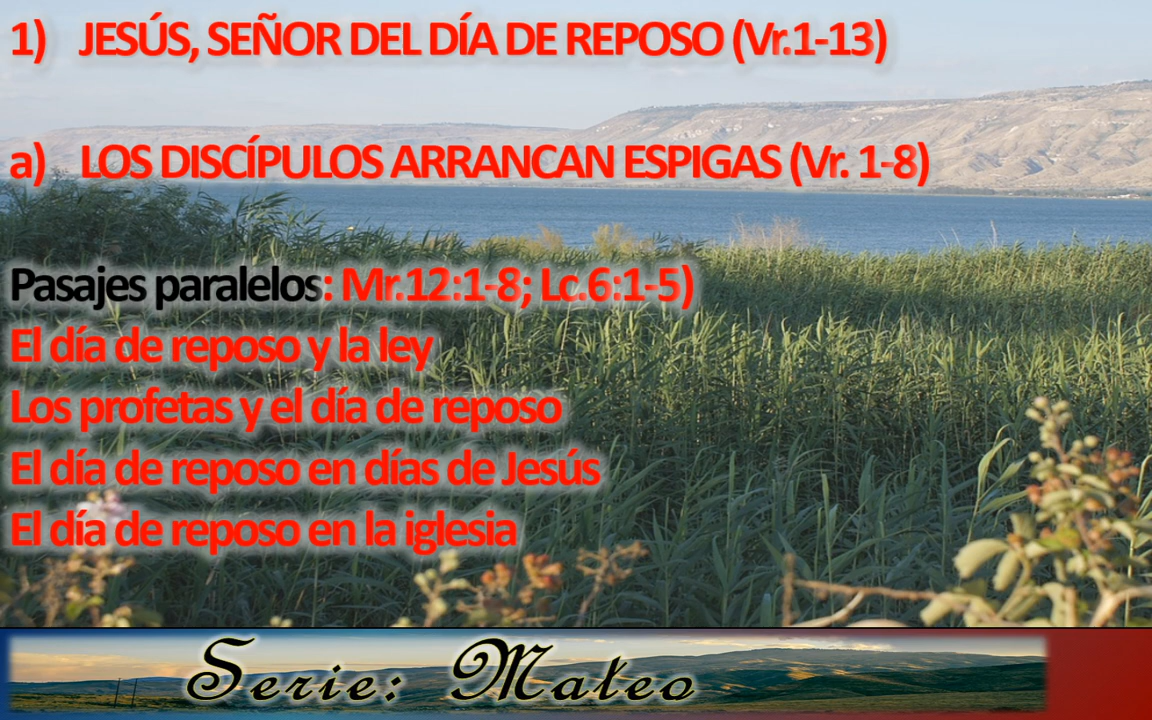 1) JESÚS, SEÑOR DEL DÍA DE REPOSO (Vr.1-13)
a) LOS DISCÍPULOS ARRANCAN ESPIGAS (Vr. 1-8)
Pasajes paralelos: Mr.12:1-8; Lc.6:1-5)
El día de reposo y la ley
Los profetas y el día de reposo
El día de reposo en días de Jesús
El día de reposo en la iglesia
Serie: Mateo